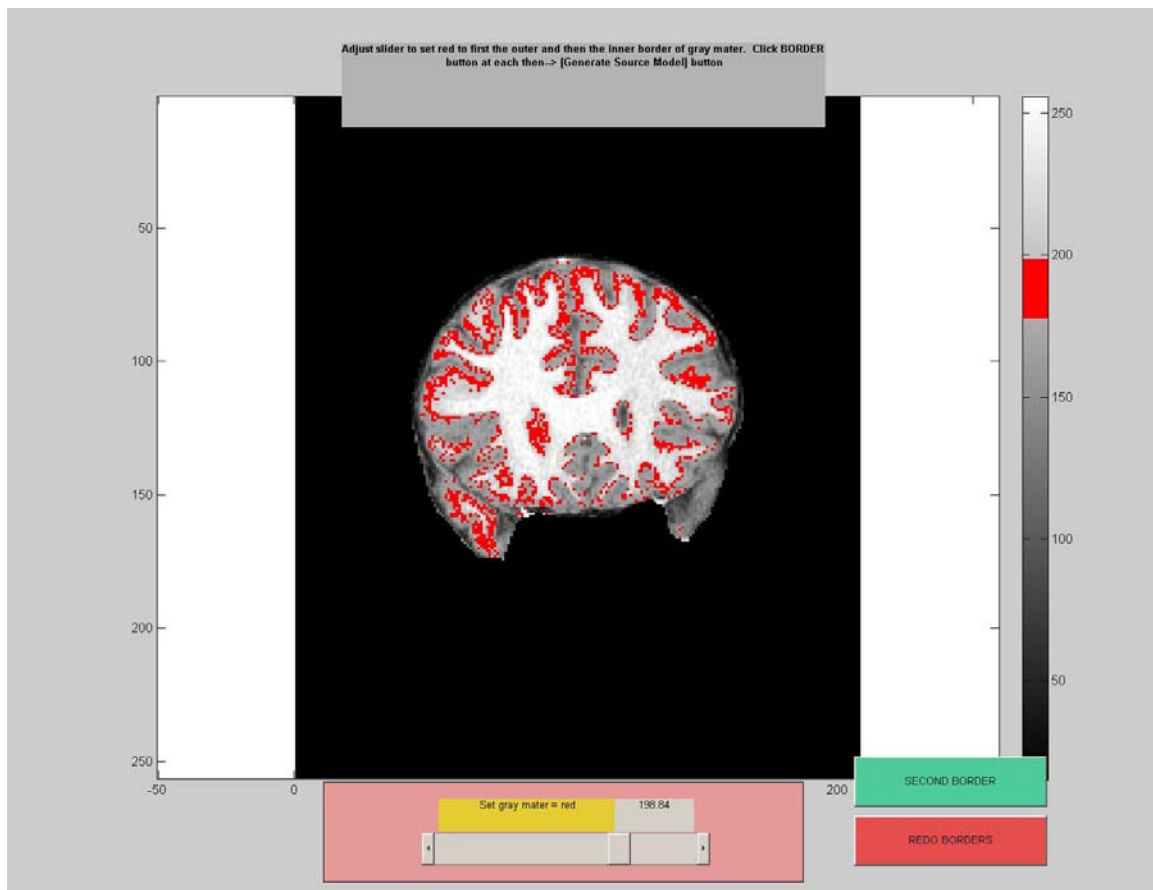 Adjust slider to set red to first the outer and then the inner border of gray mater. Click BORDER
button at each then--> [Generate Source Model] button
250
200
150
100
50
50
100
150
200
250
-50
0
200
SECOND BORDER
Set gray mater = red
198.84
REDO BORDERS